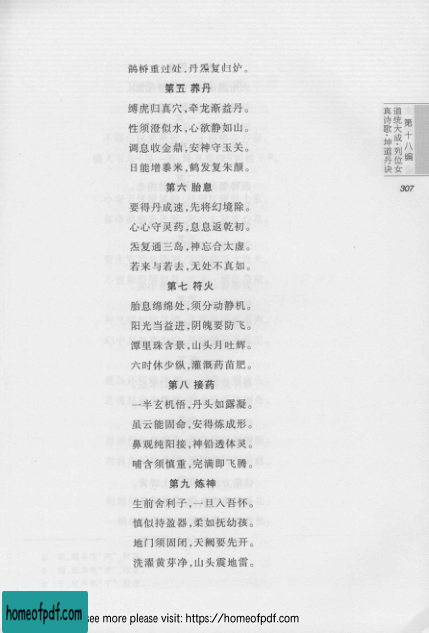 鹊桥重过处,丹炁复归炉。
第五 养丹
缚虎归真穴,牵龙渐益丹。
性须澄似水,心欲静如山。
调息收金鼎,安神守玉关。
日能增黍米,鹤发复朱颜。
第六 胎息
要得丹成速,先将幻境除。
心心守灵药,息息返乾初。
炁复通三岛,神忘合太虚。
若来与若去,无处不真如。
第七 符火
胎息绵绵处,须分动静机。
阳光当益进,阴魄要防飞。
潭里珠含景,山头月吐辉。
六时休少纵,灌溉药苗肥。
第八 接药
一半玄机悟,丹头如露凝。
虽云能固命,安得炼成形。
鼻观纯阳接,神铅透体灵。
哺含须慎重,完满即飞腾。
第九 炼神
生前舍利子,一旦入吾怀。
慎似持盈器,柔如抚幼孩。
地门须固闭,天阙要先开。
洗濯黄芽净,山头震地雷。
第十八编
道统大成·列位女
真诗歌·坤道丹诀
307
homeofpdf.com
see more please visit: https://homeofpdf.com